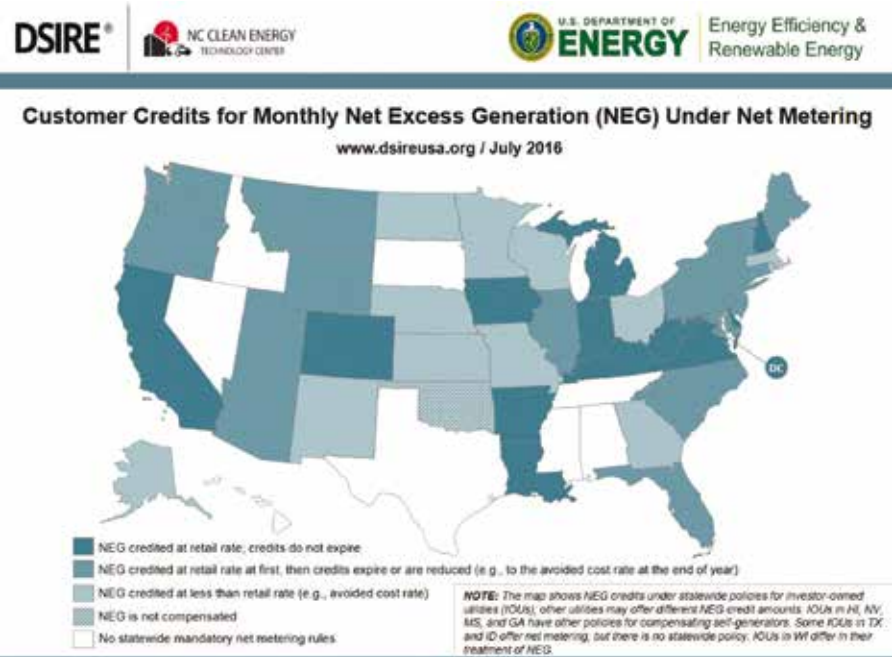 DSIRE®
NC CLEAN ENERGY
TECHNOLOGY CENTER
U.S. DEPARTMENT OF
ENERGY
Energy Efficiency &
Renewable Energy
Customer Credits for Monthly Net Excess Generation (NEG) Under Net Metering
www.dsireusa.org / July 2016
DC
NEG credited at retail rate; credits do not expire
NEG credited at retail rate at first, then credits expire or are reduced (e.g., to the avoided cost rate at the end of year)
NEG credited at less than retail rate (e.g., avoided cost rate)
NEG is not compensated
No statewide mandatory net metering rules
NOTE: The map shows NEG credits under statewide policies for investor-owned
utilities (IOUs); other utilities may offer different NEG credit amounts. IOUs in HI, NV,
MS, and GA have other policies for compensating self-generators. Some IOUs in TX
and ID offer net metering, but there is no statewide policy. IOUs in WI differ in their
treatment of NEG.